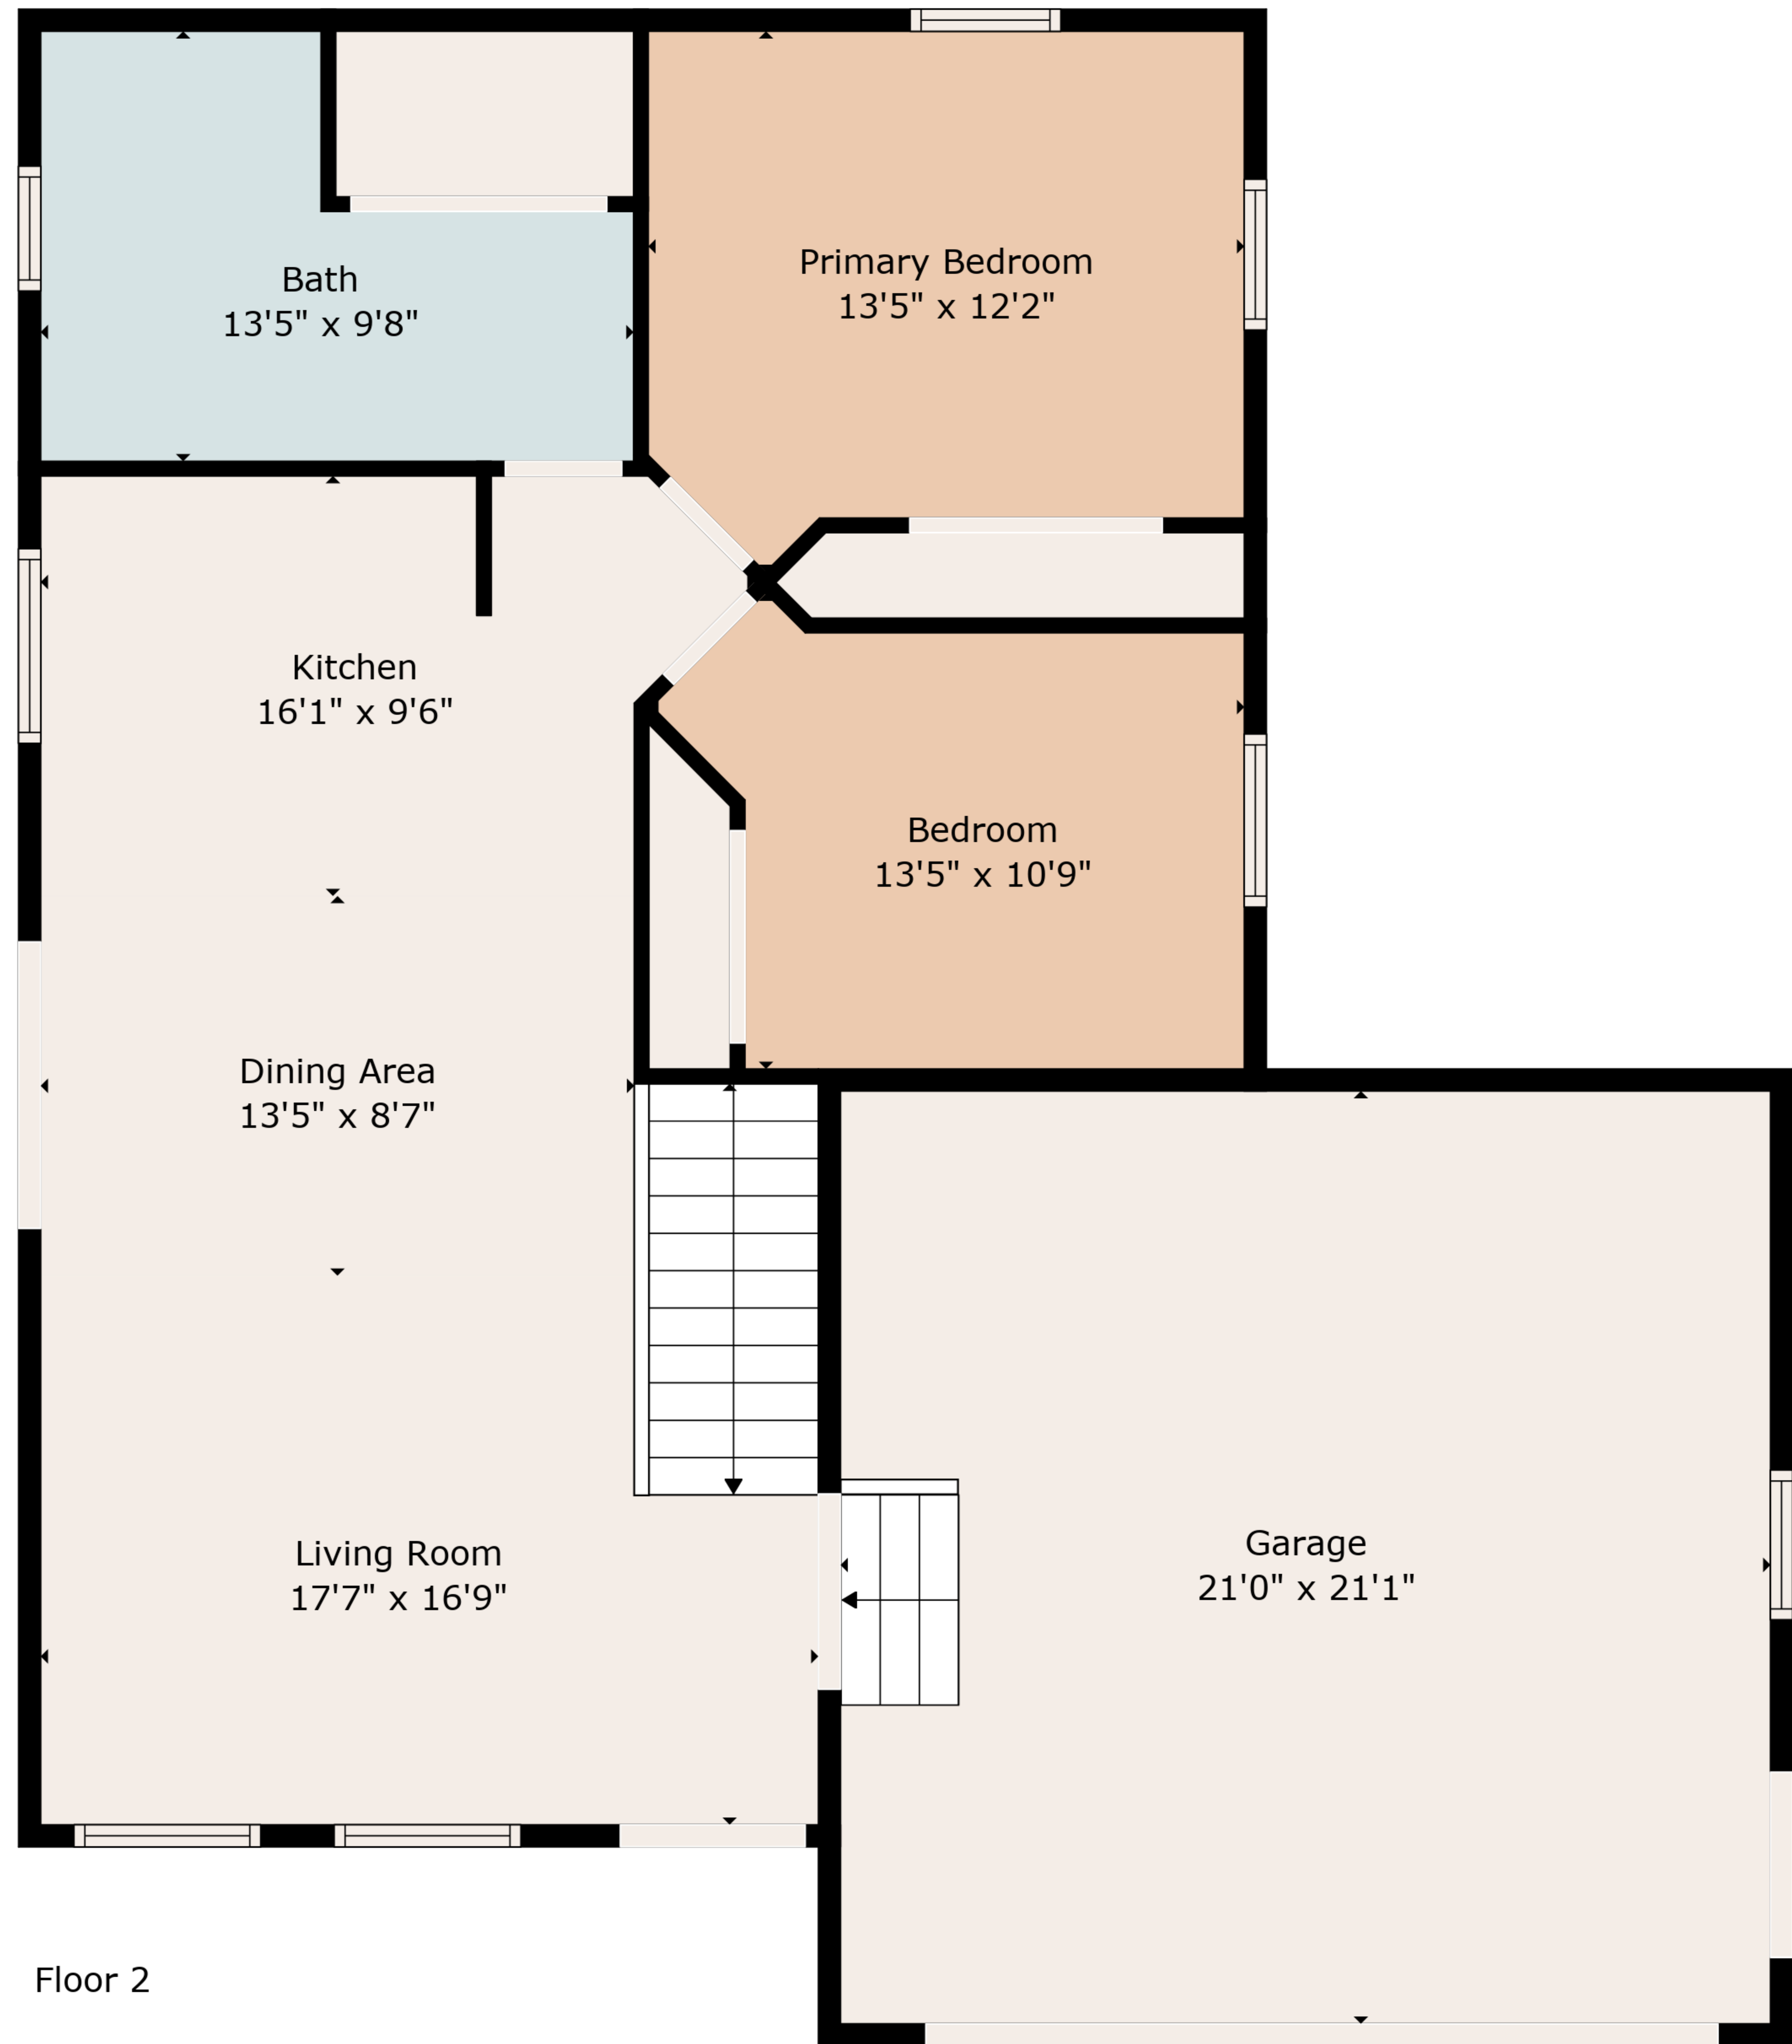 Primary Bedroom
13'5" x 12'2"
Bath
13'5" x 9'8"
Kitchen
16'1" x 9'6"
Bedroom
13'5" x 10'9"
Dining Area
13'5" x 8'7"
Living Room
17'7" x 16'9"
Garage
21'0" x 21'1"
Floor 2